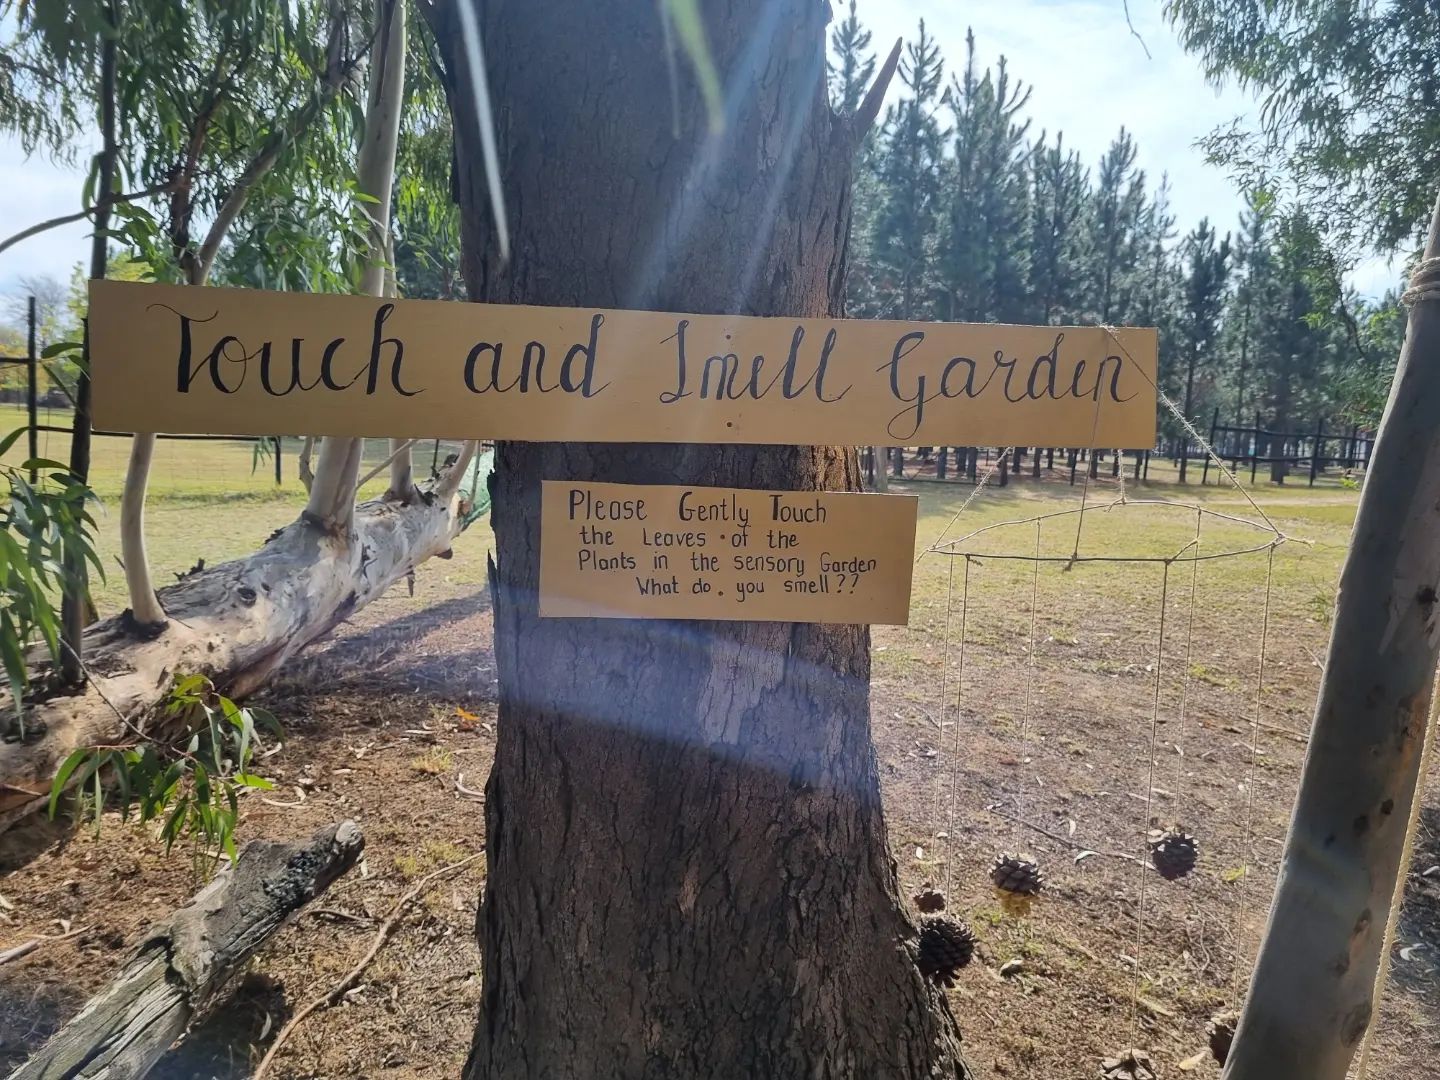 Touch and Smell Garden
Please Gently Touch
the Leaves of the
Plants in the sensory Garden
What do you smell??